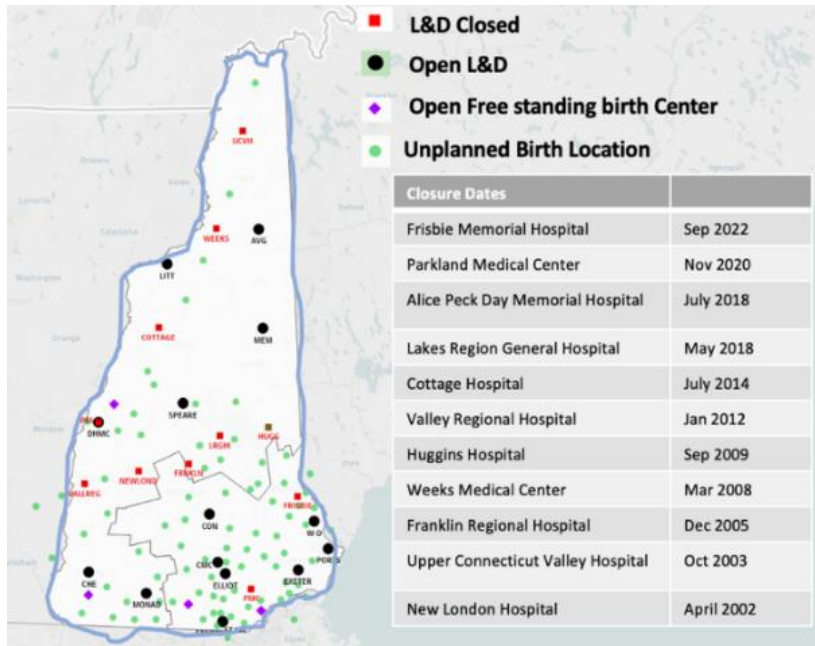 L&D Closed
Open L&D
Open Free standing birth Center
Unplanned Birth Location
Closure Dates
Frisbie Memorial Hospital Sep 2022
Parkland Medical Center Nov 2020
Alice Peck Day Memorial Hospital July 2018
Lakes Region General Hospital May 2018
Cottage Hospital July 2014
Valley Regional Hospital Jan 2012
Huggins Hospital Sep 2009
Weeks Medical Center Mar 2008
Franklin Regional Hospital Dec 2005
Upper Connecticut Valley Hospital Oct 2003
New London Hospital April 2002
UCVH
WEEKS
AVG
LITT
COTTAGE
MEM
SPEARE
DHMC
LRGH
HUGG
FRNKLN
NEWLOND
VALLREG
FRISBIE
CON
W-D
PORTS
CMC
ELLIOT
EXETER
CHE
MONAD
PMC